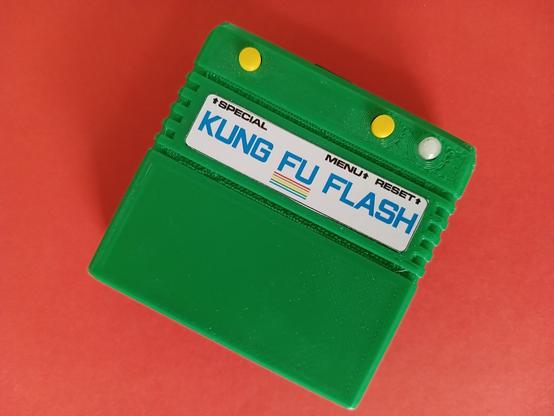 ⬆SPECIAL
MENU⬆ RESET⬆
KUNG FU FLASH